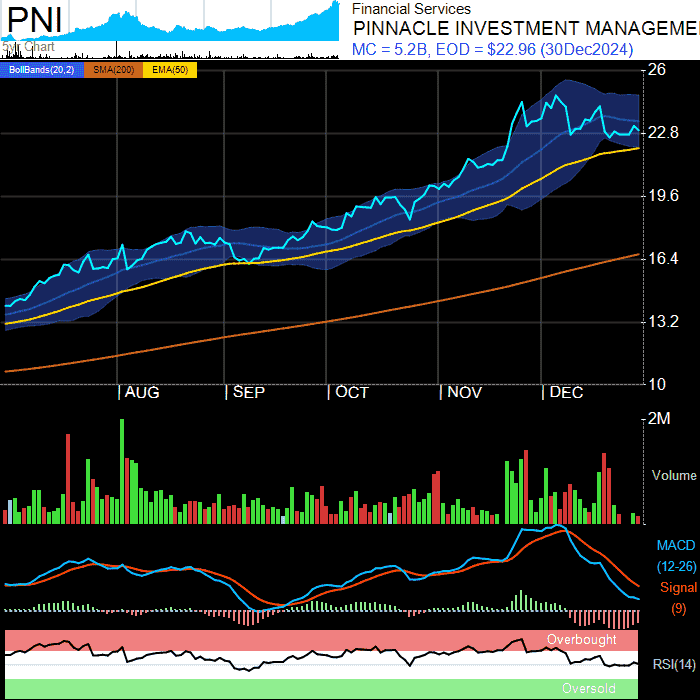 PNI
5yr Chart
Financial Services
PINNACLE INVESTMENT MANAGEME
MC = 5.2B, EOD = $22.96 (30Dec2024)
BollBands(20,2) SMA(200) EMA(50)
26
22.8
19.6
16.4
13.2
10
AUG SEP OCT NOV DEC
2M
Volume
MACD
(12-26)
Signal
(9)
Overbought
RSI(14)
Oversold